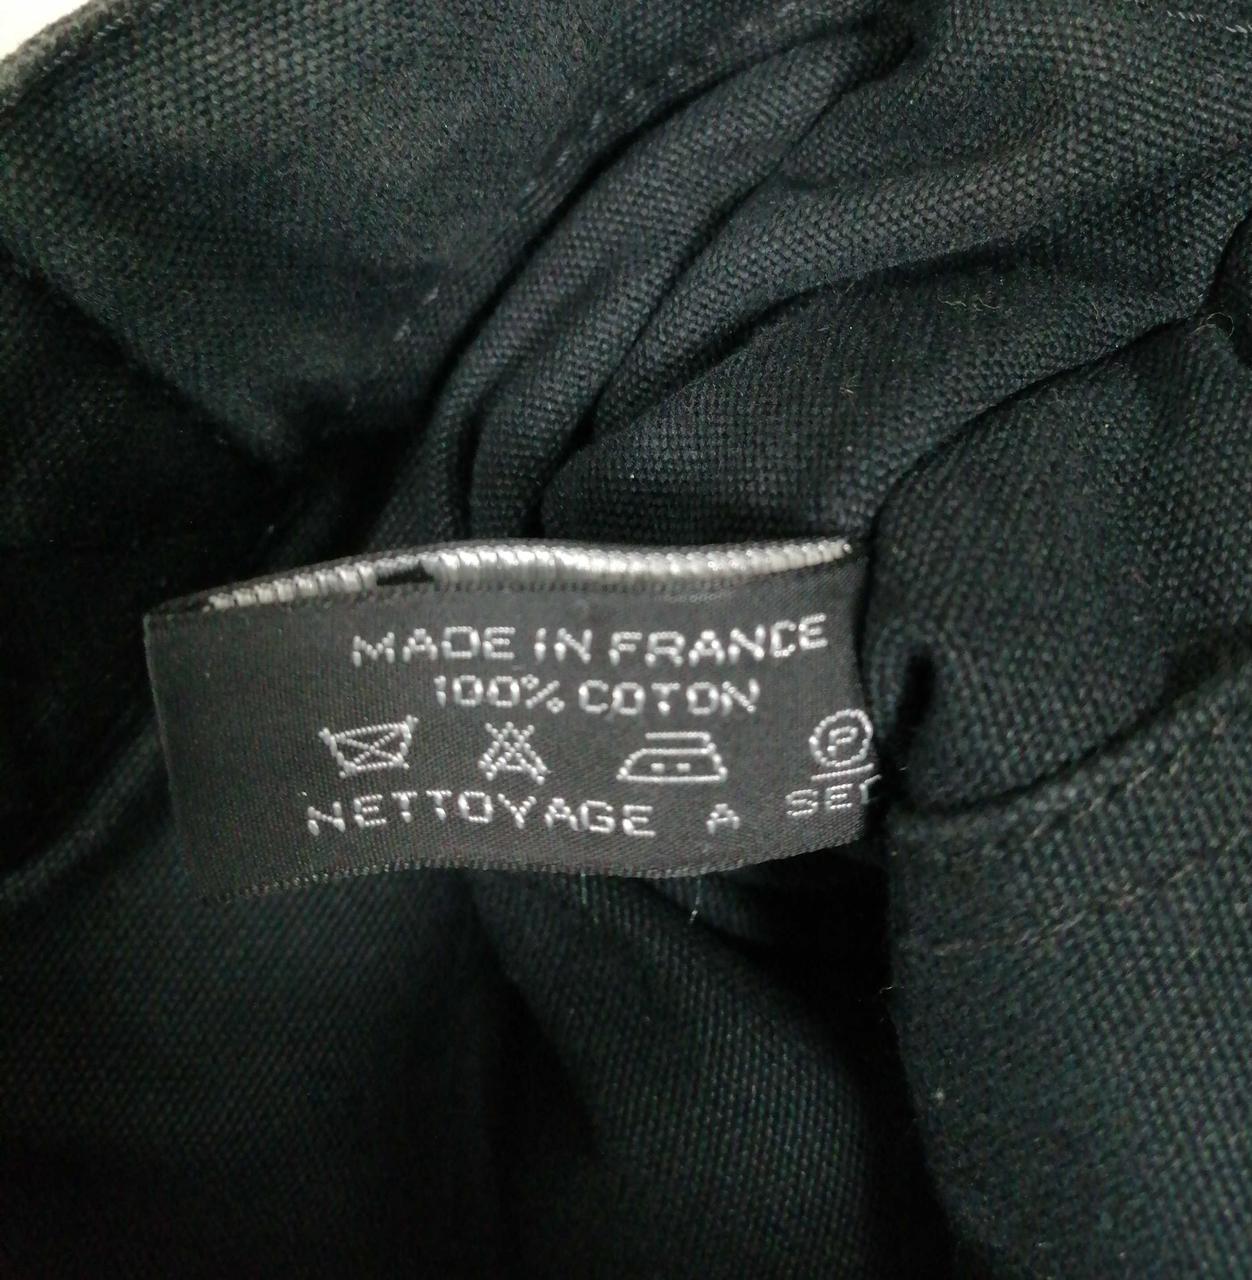 MADE IN FRANCE
100% COTON
P
NETTOYAGE A SE